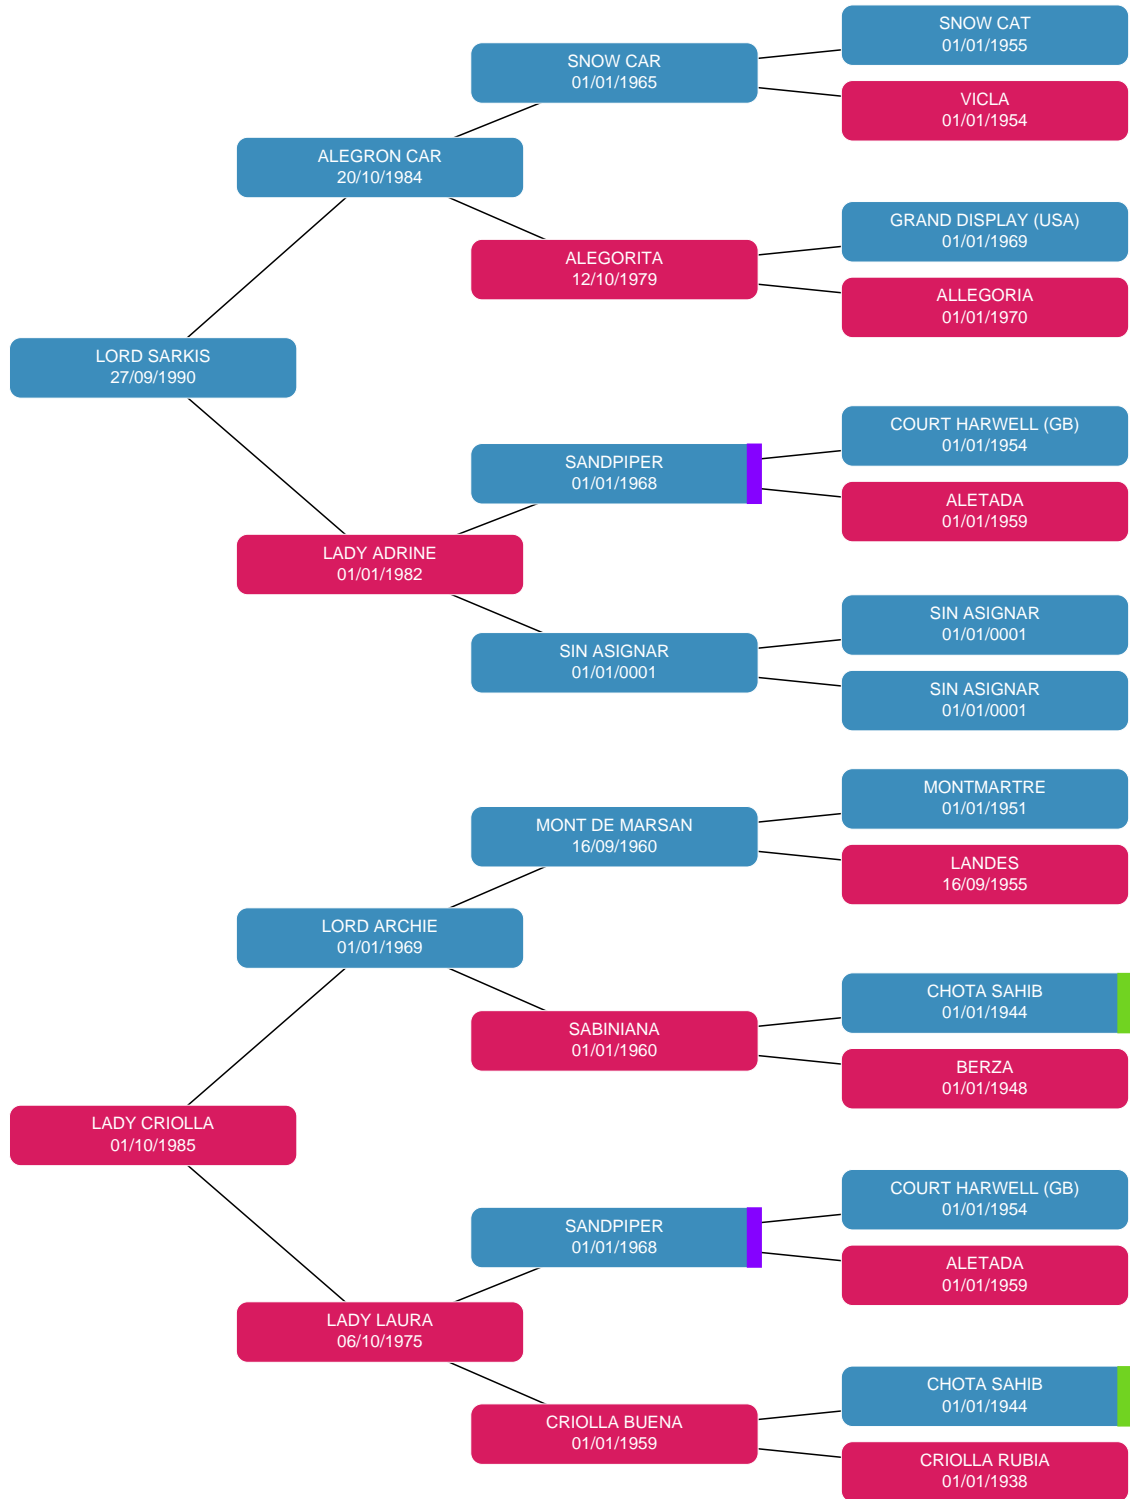 SNOW CAT
01/01/1955
SNOW CAR
01/01/1965
VICLA
01/01/1954
ALEGRON CAR
20/10/1984
GRAND DISPLAY (USA)
01/01/1969
ALEGORITA
12/10/1979
ALLEGORIA
01/01/1970
LORD SARKIS
27/09/1990
COURT HARWELL (GB)
01/01/1954
SANDPIPER
01/01/1968
ALETADA
01/01/1959
LADY ADRINE
01/01/1982
SIN ASIGNAR
01/01/0001
SIN ASIGNAR
01/01/0001
SIN ASIGNAR
01/01/0001
MONTMARTRE
01/01/1951
MONT DE MARSAN
16/09/1960
LANDES
16/09/1955
LORD ARCHIE
01/01/1969
CHOTA SAHIB
01/01/1944
SABINIANA
01/01/1960
BERZA
01/01/1948
LADY CRIOLLA
01/10/1985
COURT HARWELL (GB)
01/01/1954
SANDPIPER
01/01/1968
ALETADA
01/01/1959
LADY LAURA
06/10/1975
CHOTA SAHIB
01/01/1944
CRIOLLA BUENA
01/01/1959
CRIOLLA RUBIA
01/01/1938